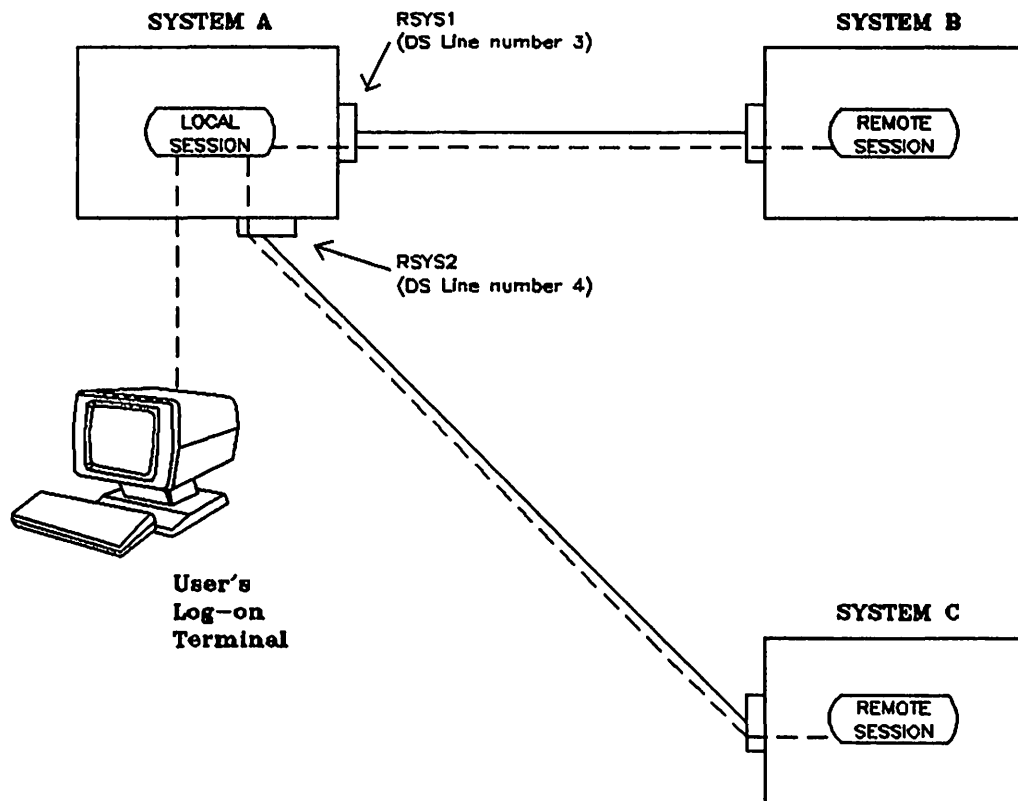 SYSTEM A
RSYS1
(DS Line number 3)
SYSTEM B
LOCAL
SESSION
REMOTE
SESSION
RSYS2
(DS Line number 4)
User's
Log-on
Terminal
SYSTEM C
REMOTE
SESSION